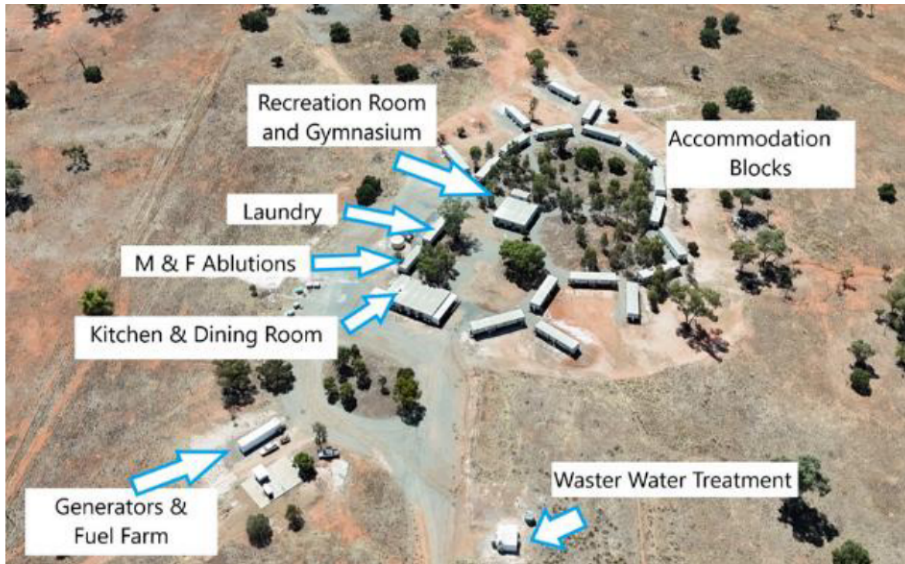 Recreation Room
and Gymnasium
Accommodation
Blocks
Laundry
M & F Ablutions
Kitchen & Dining Room
Waster Water Treatment
Generators &
Fuel Farm